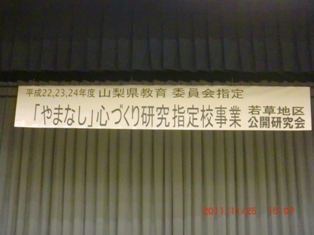 平成22,23,24年度 山梨県教育 委員会指定
「やまなし」心づくり研究指定校事業 若草地区
公開研究会